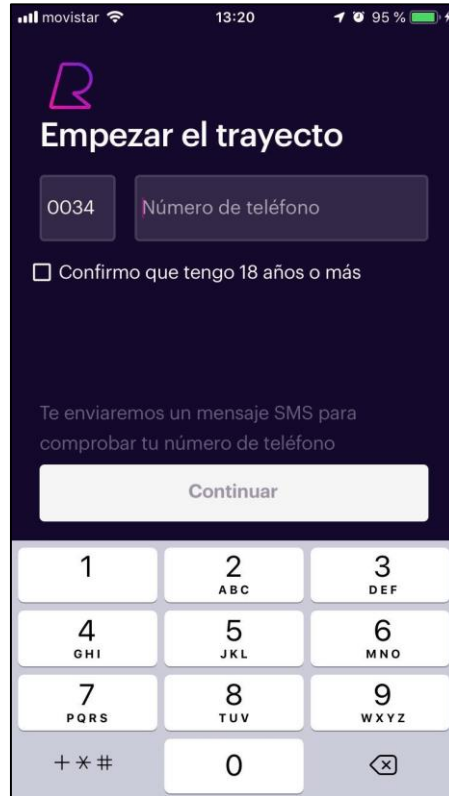 movistar 13:20 95 %
Empezar el trayecto
0034 Número de teléfono
Confirmo que tengo 18 años o más
Te enviaremos un mensaje SMS para
comprobar tu número de teléfono
Continuar
1 2 3
ABC DEF
4 5 6
GHI JKL MNO
7 8 9
PQRS TUV WXYZ
+ * # 0